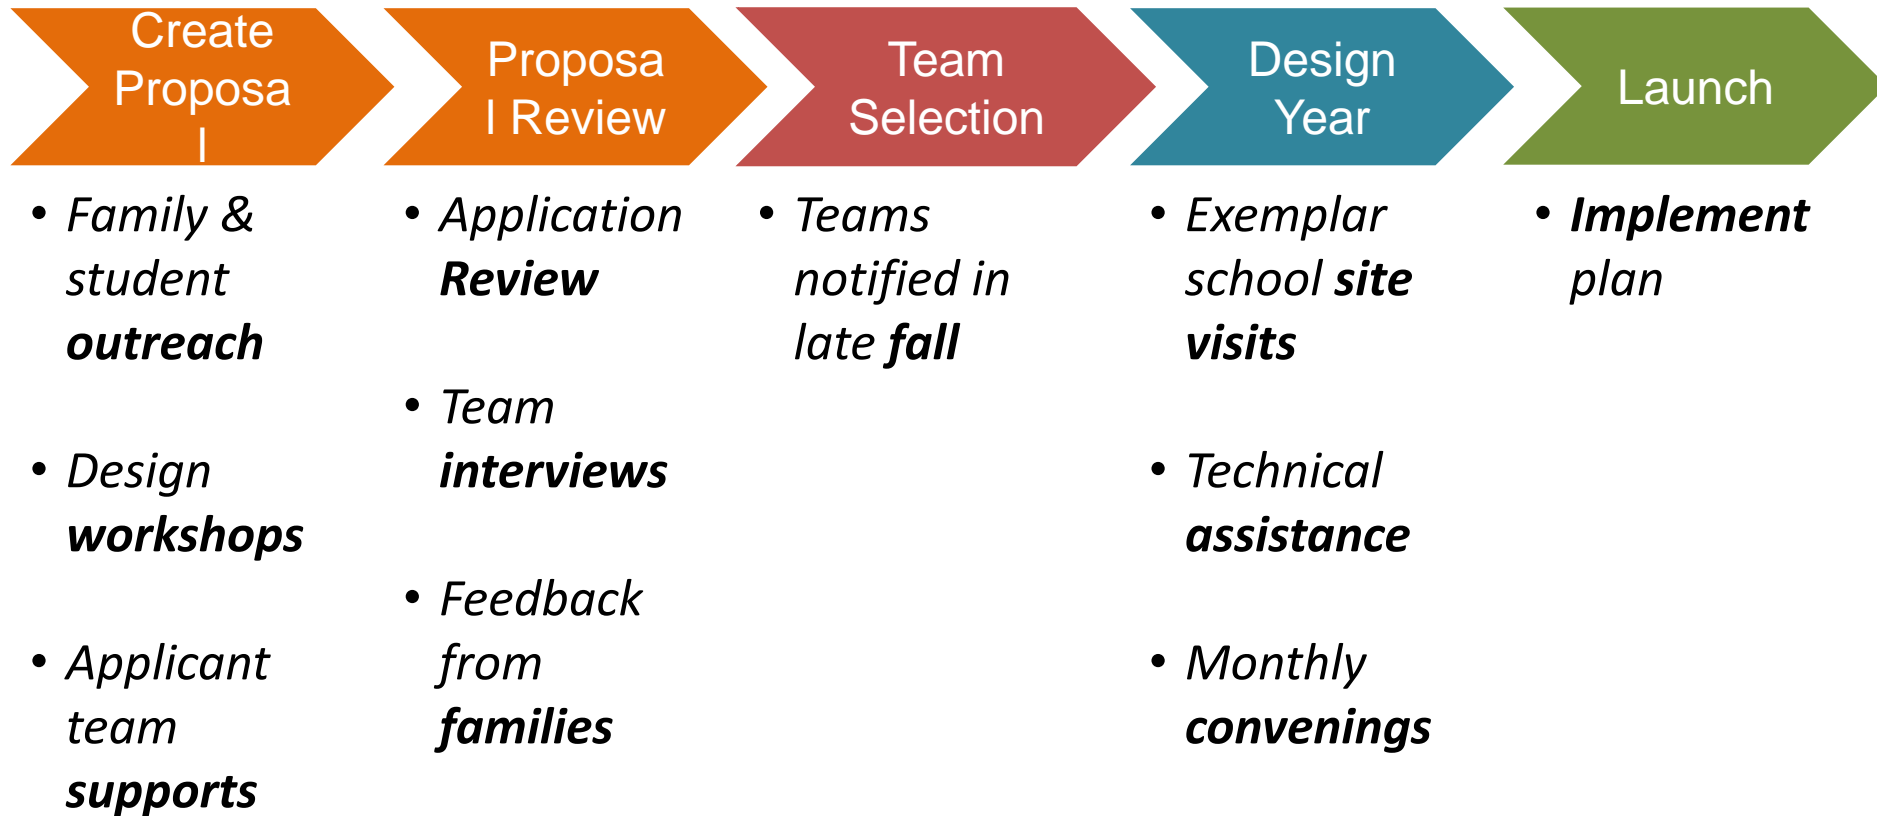 Create
Proposa
l
Proposa
l Review
Team
Selection
Design
Year
Launch
• Family &
student
outreach
• Design
workshops
• Applicant
team
supports
• Application
Review
• Team
interviews
• Feedback
from
families
• Teams
notified in
late fall
• Exemplar
school site
visits
• Technical
assistance
• Monthly
convenings
• Implement
plan